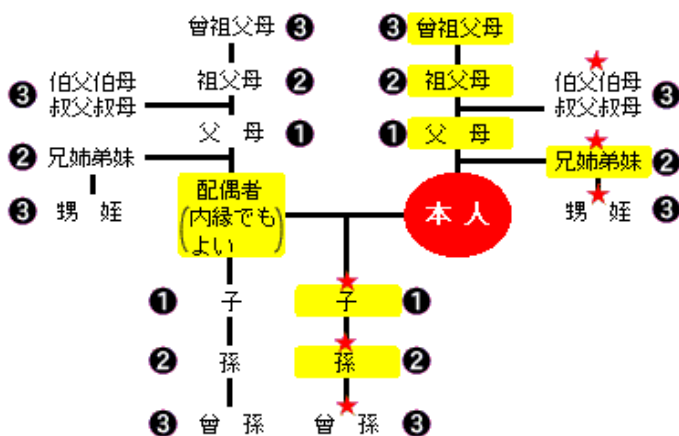 曾祖父母 ❸
❸ 曾祖父母
祖父母 ❷
❷ 祖父母
❸ 伯父伯母
叔父叔母
伯父伯母 ❸
叔父叔母
父 母 ❶
❶ 父 母
❷ 兄姉弟妹
兄姉弟妹 ❷
❸ 甥 姪
配偶者
(内縁でも
よい)
本人
甥 姪 ❸
❶ 子
子 ❶
❷ 孫
孫 ❷
❸ 曾 孫
曾 孫 ❸